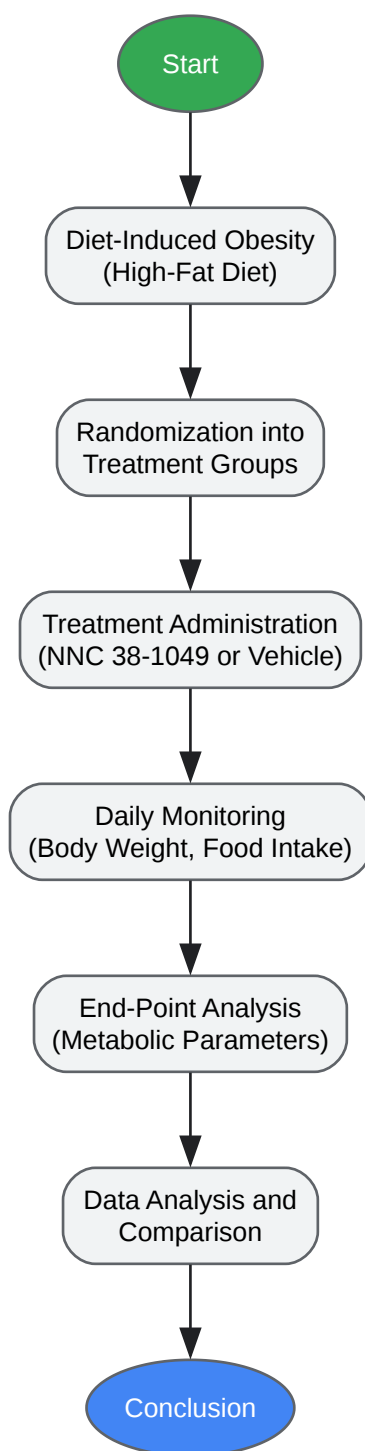 Start
Diet-Induced Obesity
(High-Fat Diet)
Randomization into
Treatment Groups
Treatment Administration
(NNC 38-1049 or Vehicle)
Daily Monitoring
(Body Weight, Food Intake)
End-Point Analysis
(Metabolic Parameters)
Data Analysis and
Comparison
Conclusion